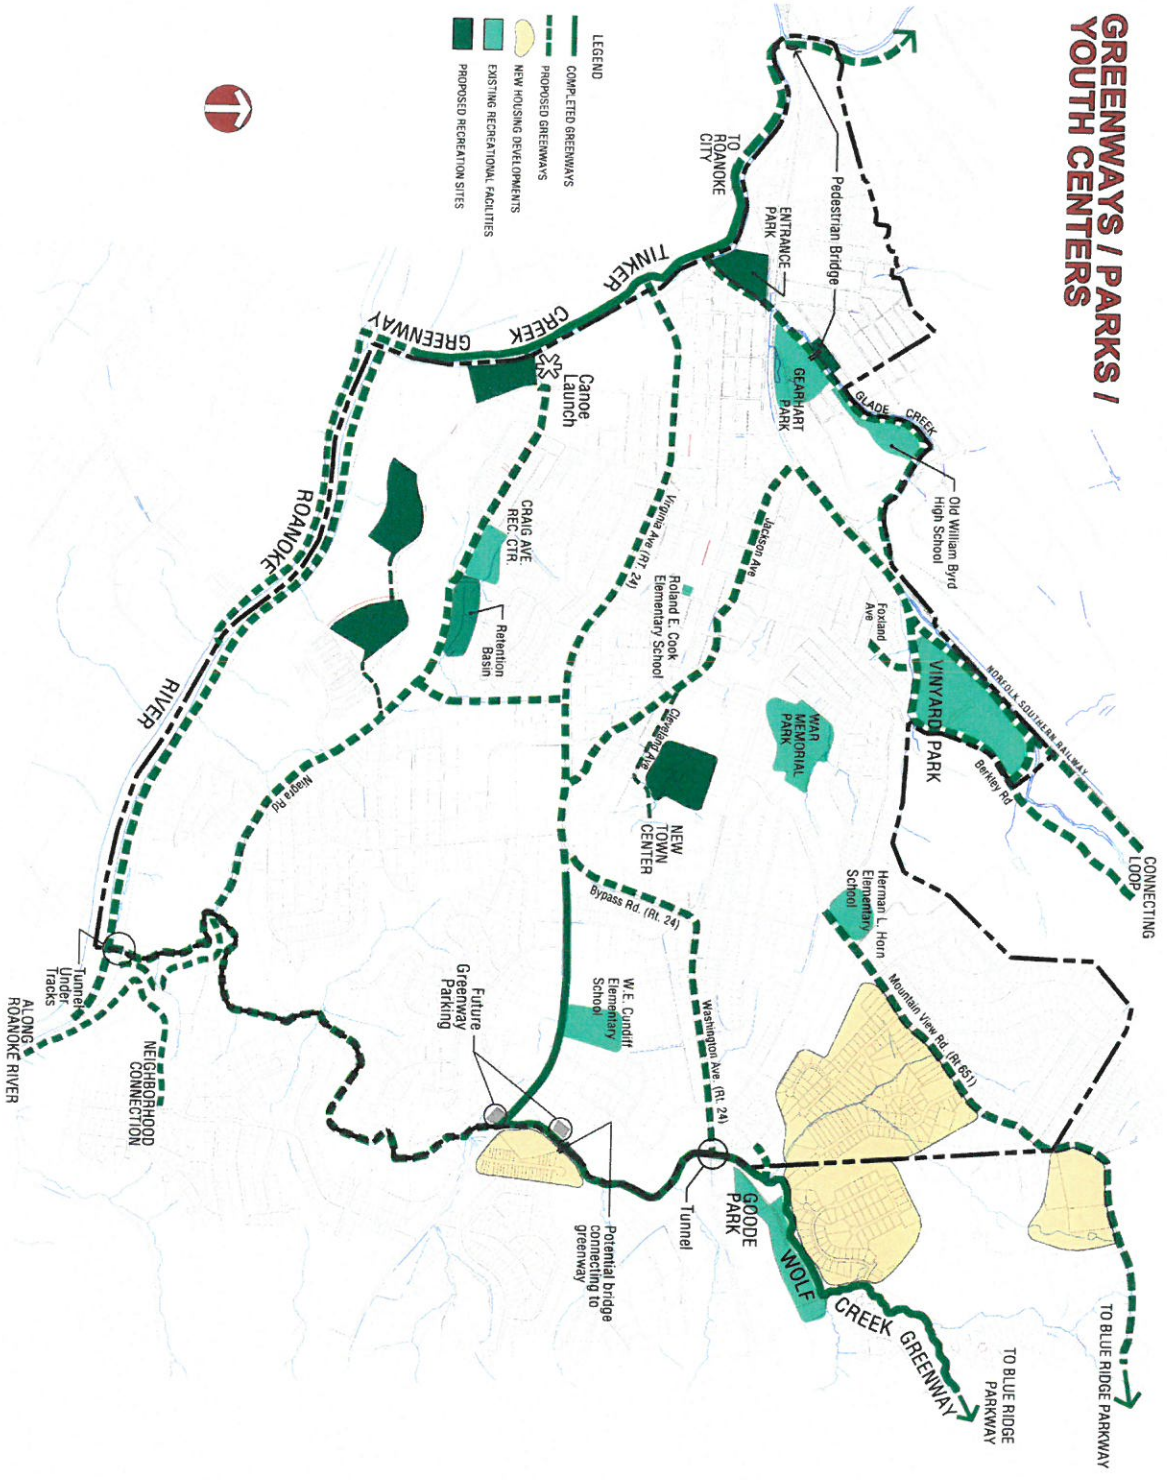 GREENWAYS / PARKS /
YOUTH CENTERS
LEGEND
COMPLETED GREENWAYS
PROPOSED GREENWAYS
NEW HOUSING DEVELOPMENTS
EXISTING RECREATIONAL FACILITIES
PROPOSED RECREATION SITES
TO
ROANOKE
CITY
Pedestrian Bridge
ENTRANCE
PARK
GEARHART
PARK
GLADE CREEK
Old William Byrd
High School
TINKER
CREEK
GREENWAY
Canoe
Launch
CRAIG AVE.
REC. CTR.
Retention
Basin
Virginia Ave (Rt. 24)
Jackson Ave
Roland E. Cook
Elementary School
Foxland
Ave
VINYARD PARK
NORFOLK SOUTHERN RAILWAY
Berkley Rd
CONNECTING
LOOP
WAR
MEMORIAL
PARK
Cleveland Ave
NEW
TOWN
CENTER
ROANOKE
RIVER
Niagra Rd
Bypass Rd. (Rt. 24)
Herman L. Horn
Elementary
School
Mountain View Rd. (Rt 651)
W.E. Cundiff
Elementary
School
Washington Ave. (Rt. 24)
Future
Greenway
Parking
Tunnel
Under
Tracks
ALONG
ROANOKE RIVER
NEIGHBORHOOD
CONNECTION
Potential bridge
connecting to
greenway
Tunnel
GOODE
PARK
WOLF
CREEK
GREENWAY
TO BLUE RIDGE
PARKWAY
TO BLUE RIDGE PARKWAY